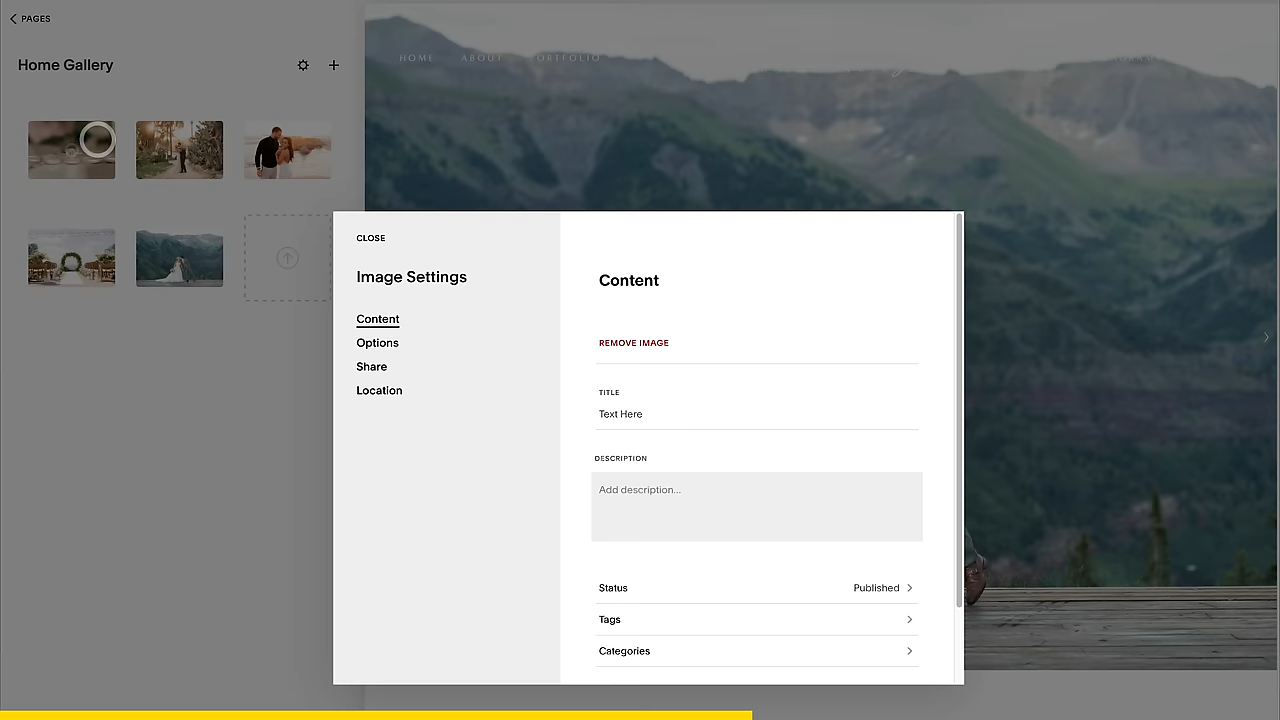 PAGES
Home Gallery
HOME ABOUT PORTFOLIO
CLOSE
Image Settings
Content
Options
Share
Location
Content
REMOVE IMAGE
TITLE
Text Here
DESCRIPTION
Add description...
Status Published
Tags
Categories